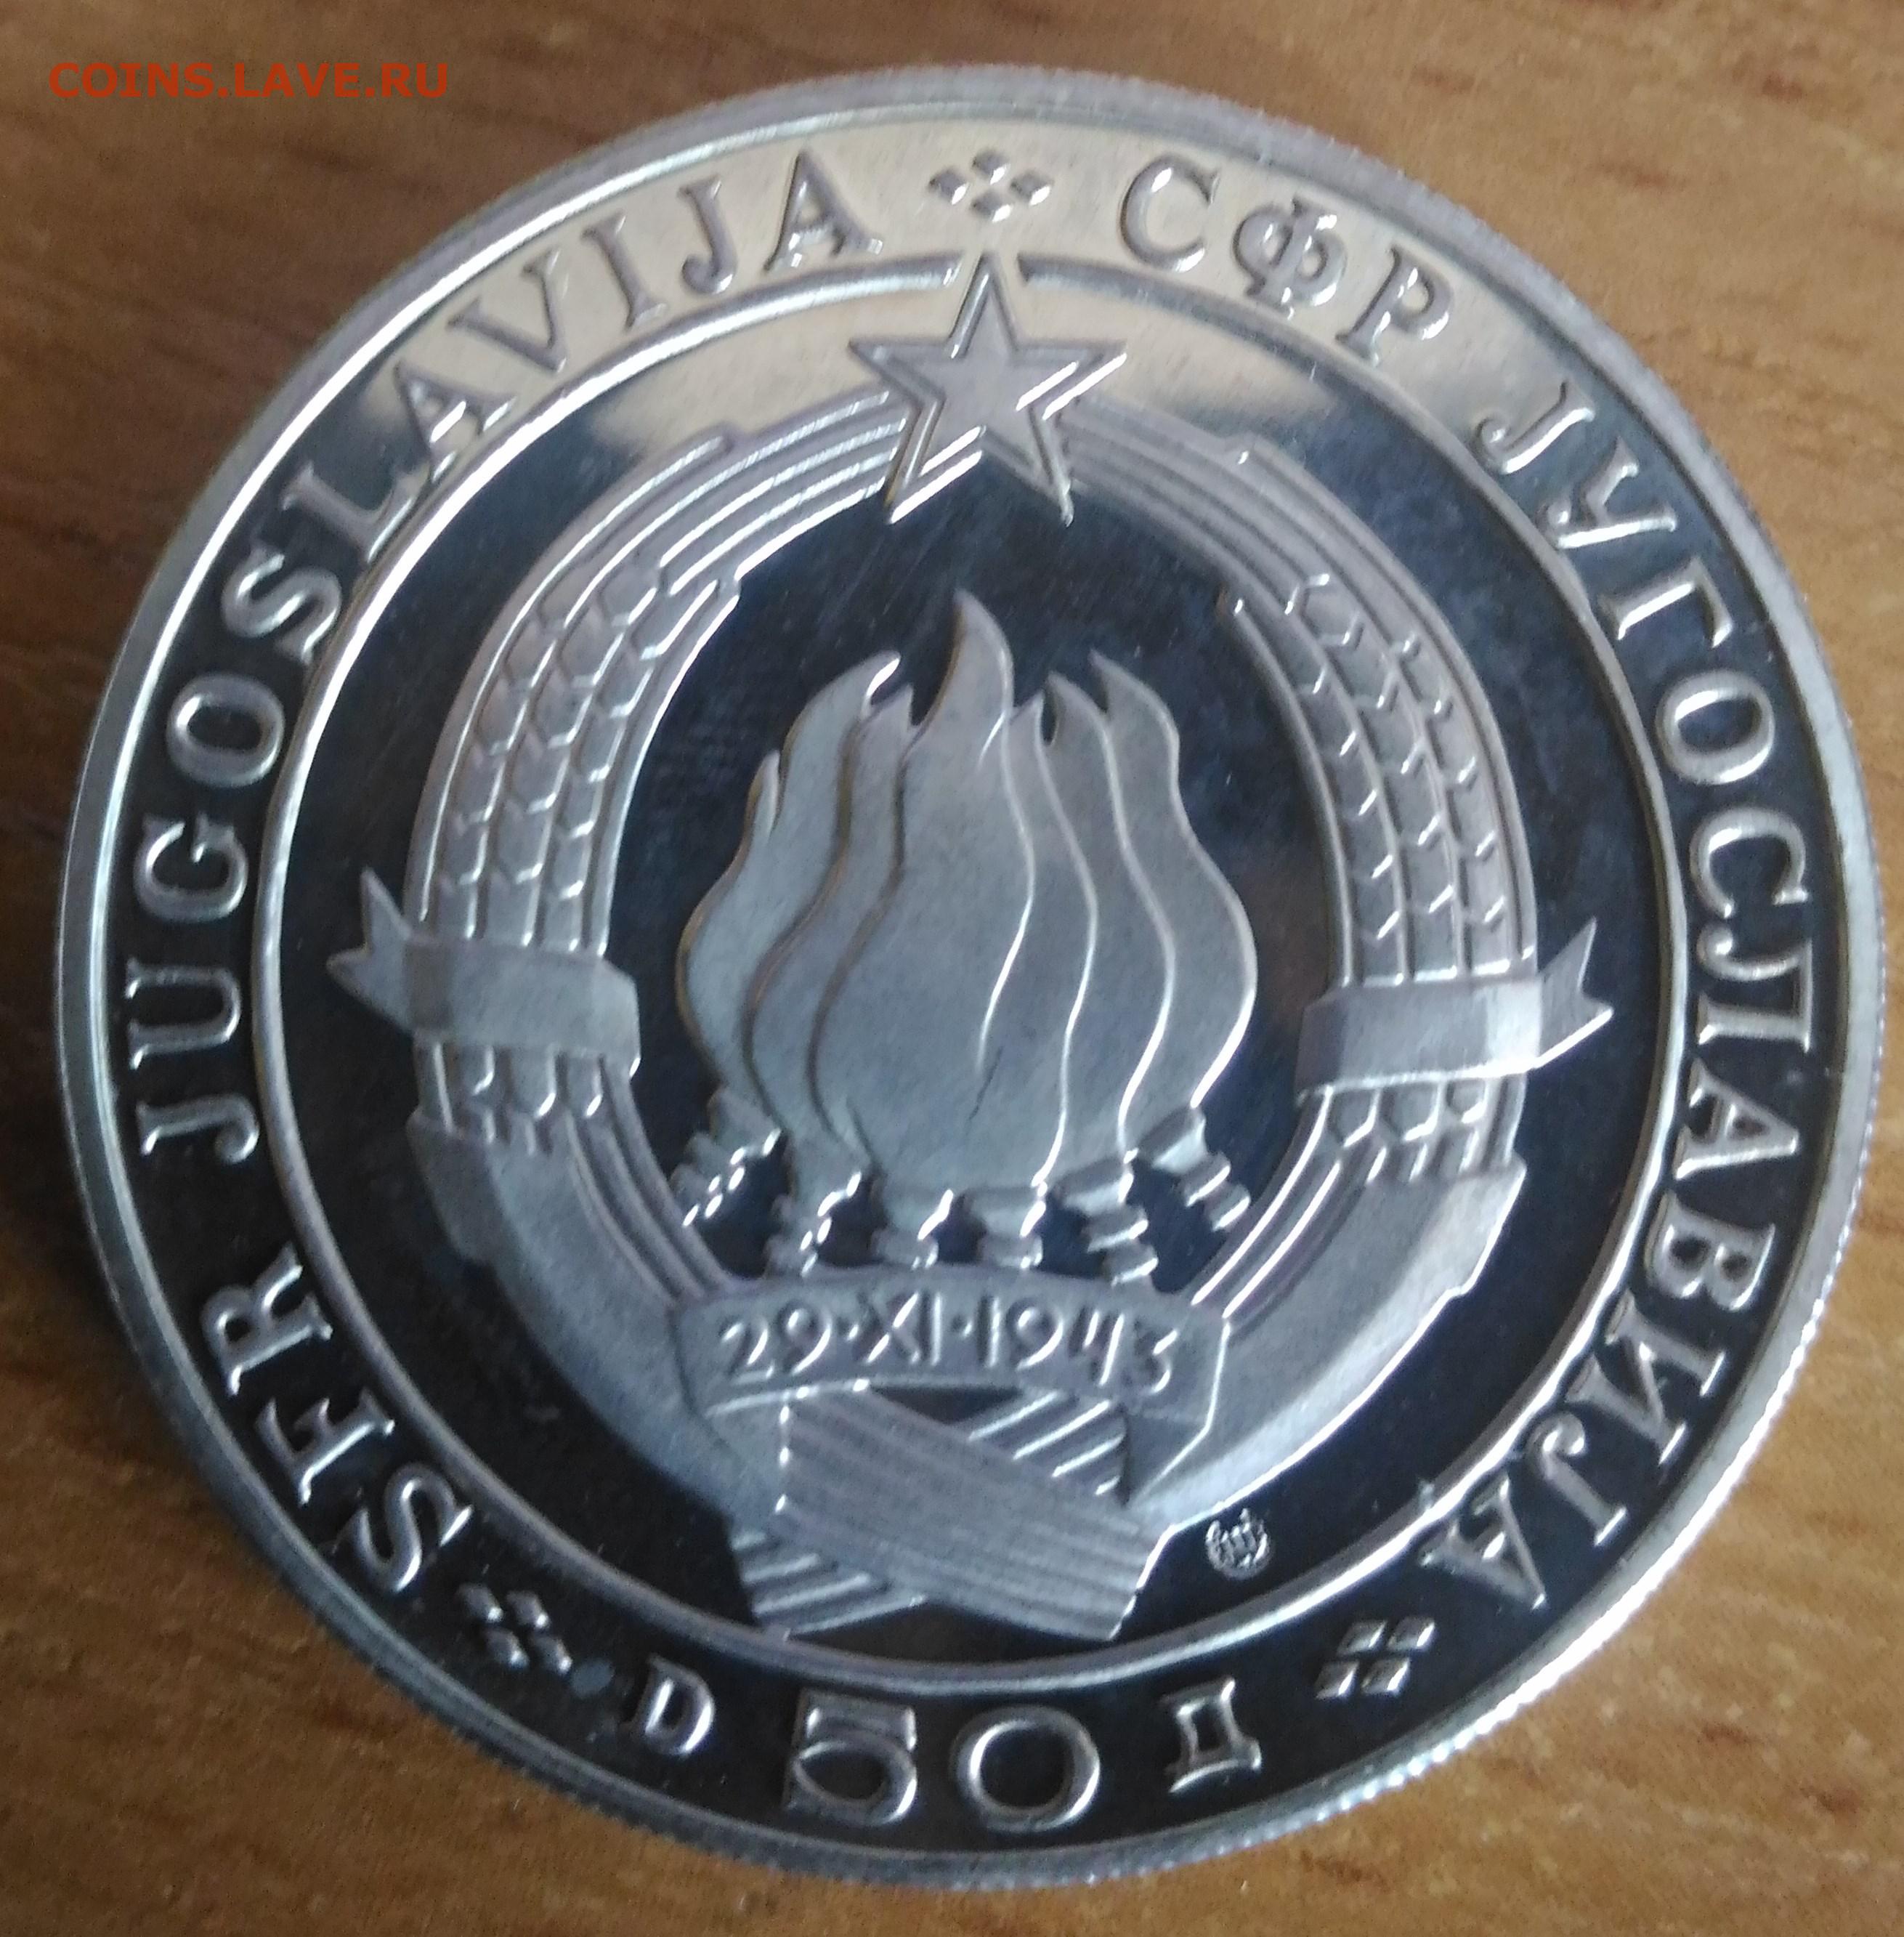 COINS.LAVE.RU
SFR JUGOSLAVIJA
СФР ЈУГОСЛАВИЈА
29·XI·1943
D 50 Д